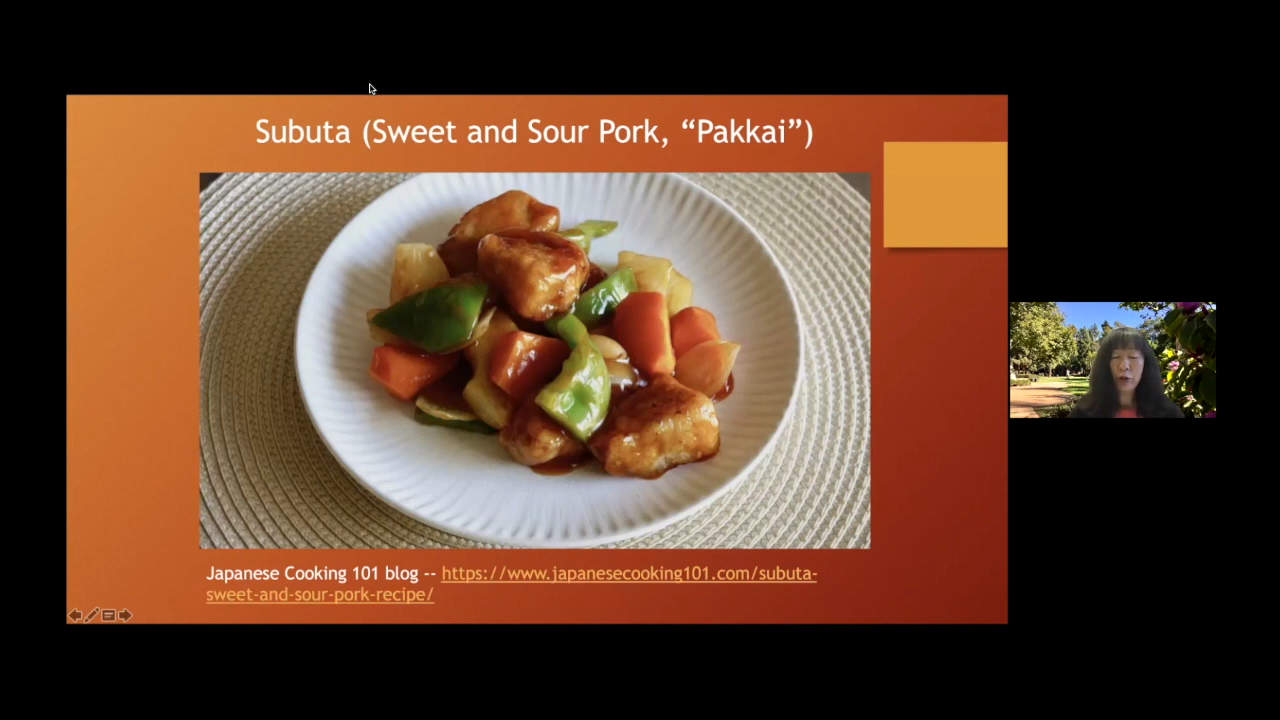 Subuta (Sweet and Sour Pork, “Pakkai”)
Japanese Cooking 101 blog -- https://www.japanesecooking101.com/subuta-
sweet-and-sour-pork-recipe/